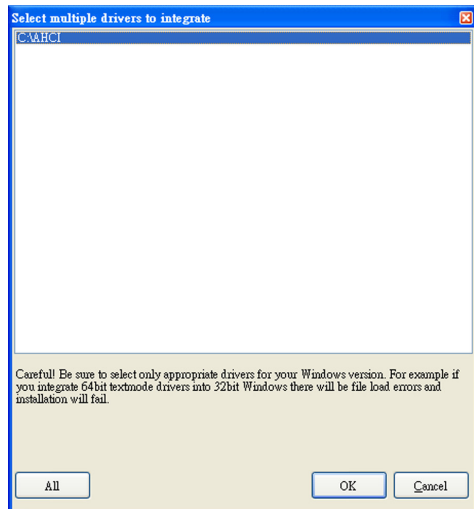 Select multiple drivers to integrate
C:\AHCI
Careful! Be sure to select only appropriate drivers for your Windows version. For example if
you integrate 64bit textmode drivers into 32bit Windows there will be file load errors and
installation will fail.
All
OK
Cancel